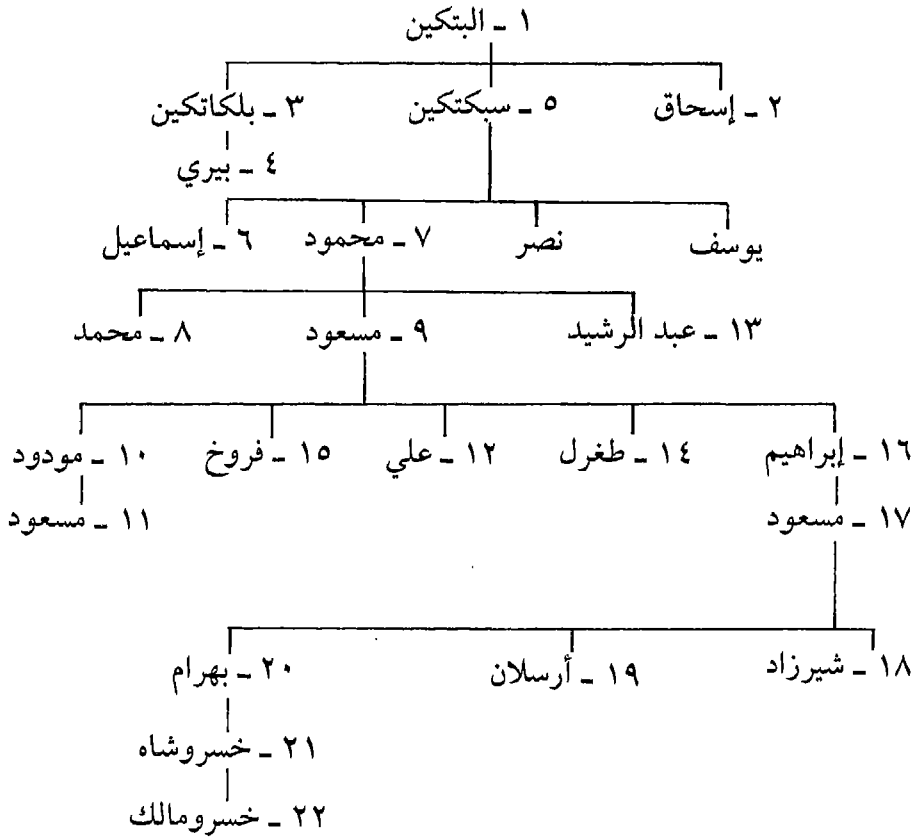 ١ ـ البتكين
٢ ـ إسحاق ٥ ـ سبكتكين ٣ ـ بلكاتكين
٤ ـ بيري
يوسف نصر ٧ ـ محمود ٦ ـ إسماعيل
١٣ ـ عبد الرشيد ٩ ـ مسعود ٨ ـ محمد
١٦ ـ إبراهيم ١٤ ـ طغرل ١٢ ـ علي ١٥ ـ فروخ ١٠ ـ مودود
١٧ ـ مسعود ١١ ـ مسعود
١٨ ـ شيرزاد ١٩ ـ أرسلان ٢٠ ـ بهرام
٢١ ـ خسروشاه
٢٢ ـ خسرومالك